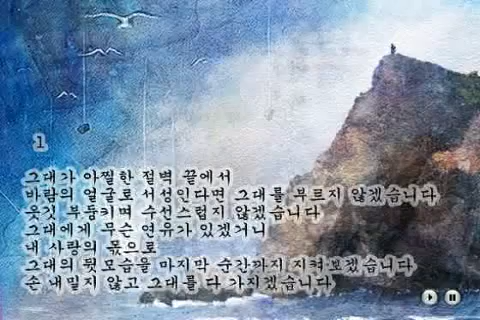 1
그대가 아찔한 절벽 끝에서
바람의 얼굴로 서성인다면 그대를 부르지 않겠습니다
옷깃 부둥키며 수선스럽지 않겠습니다
그대에게 무슨 연유가 있겠거니
내 사랑의 몫으로
그대의 뒷모습을 마지막 순간까지 지켜보겠습니다
손 내밀지 않고 그대를 다 가지겠습니다